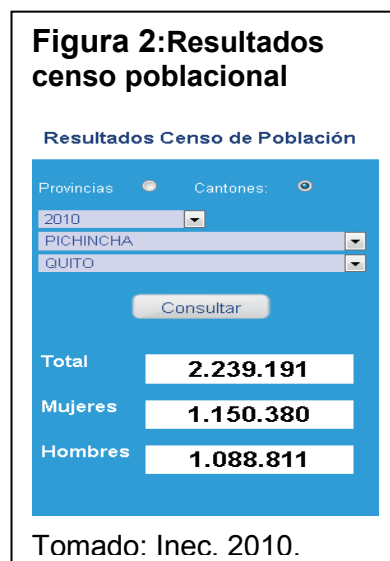 Figura 2:Resultados
censo poblacional
Resultados Censo de Población
Provincias Cantones:
2010
PICHINCHA
QUITO
Consultar
Total 2.239.191
Mujeres 1.150.380
Hombres 1.088.811
Tomado: Inec. 2010.